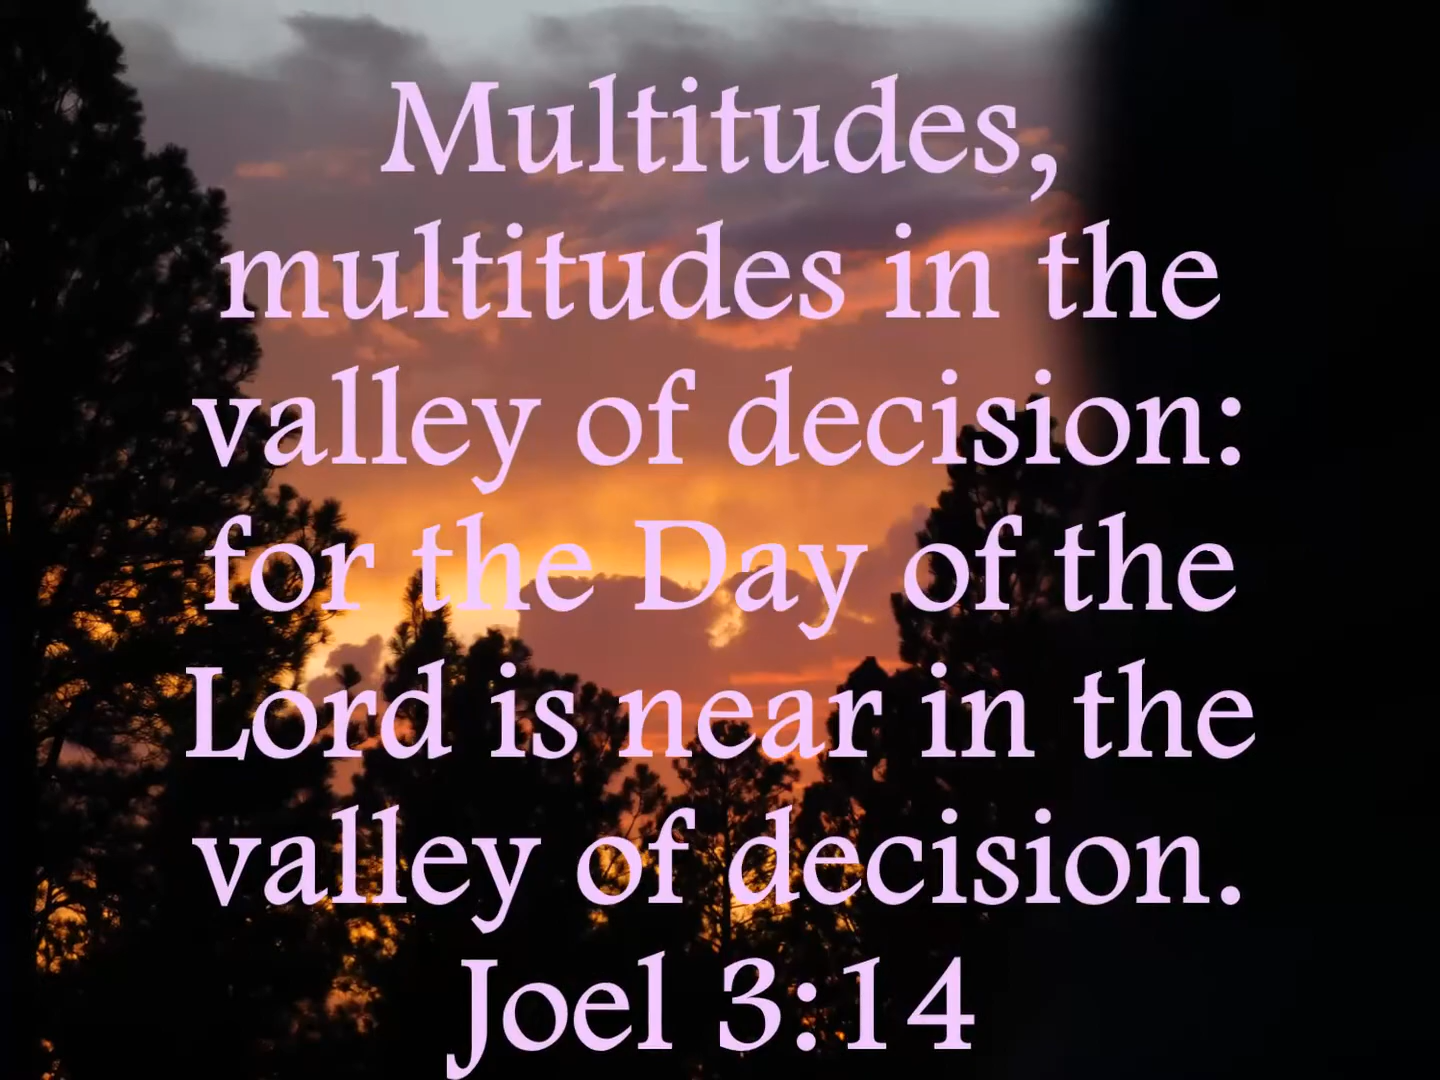 Multitudes,
multitudes in the
valley of decision:
for the Day of the
Lord is near in the
valley of decision.
Joel 3:14